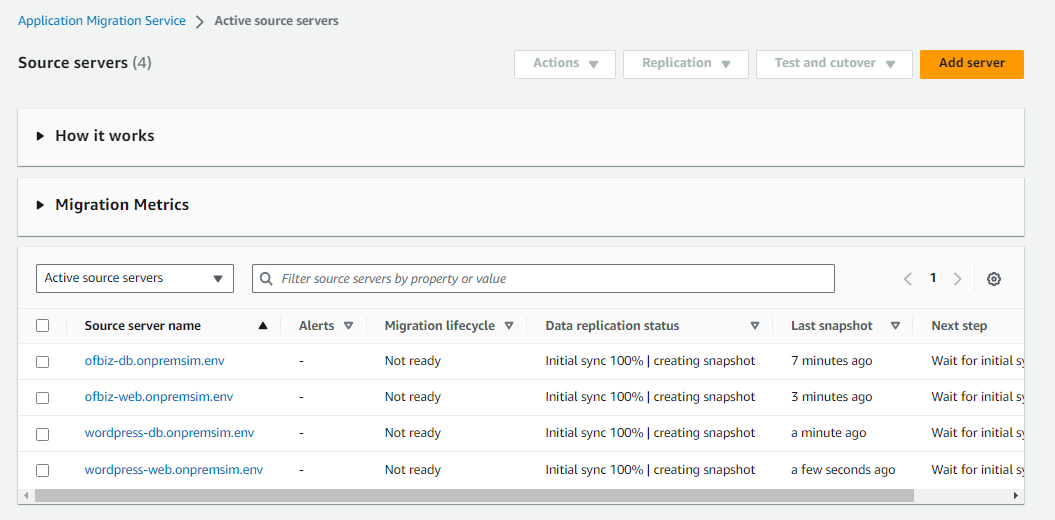 Application Migration Service > Active source servers
Source servers (4) Actions Replication Test and cutover Add server
How it works
Migration Metrics
Active source servers Filter source servers by property or value 1
Source server name Alerts Migration lifecycle Data replication status Last snapshot Next step
ofbiz-db.onpremsim.env - Not ready Initial sync 100% | creating snapshot 7 minutes ago Wait for initial sy
ofbiz-web.onpremsim.env - Not ready Initial sync 100% | creating snapshot 3 minutes ago Wait for initial sy
wordpress-db.onpremsim.env - Not ready Initial sync 100% | creating snapshot a minute ago Wait for initial sy
wordpress-web.onpremsim.env - Not ready Initial sync 100% | creating snapshot a few seconds ago Wait for initial sy